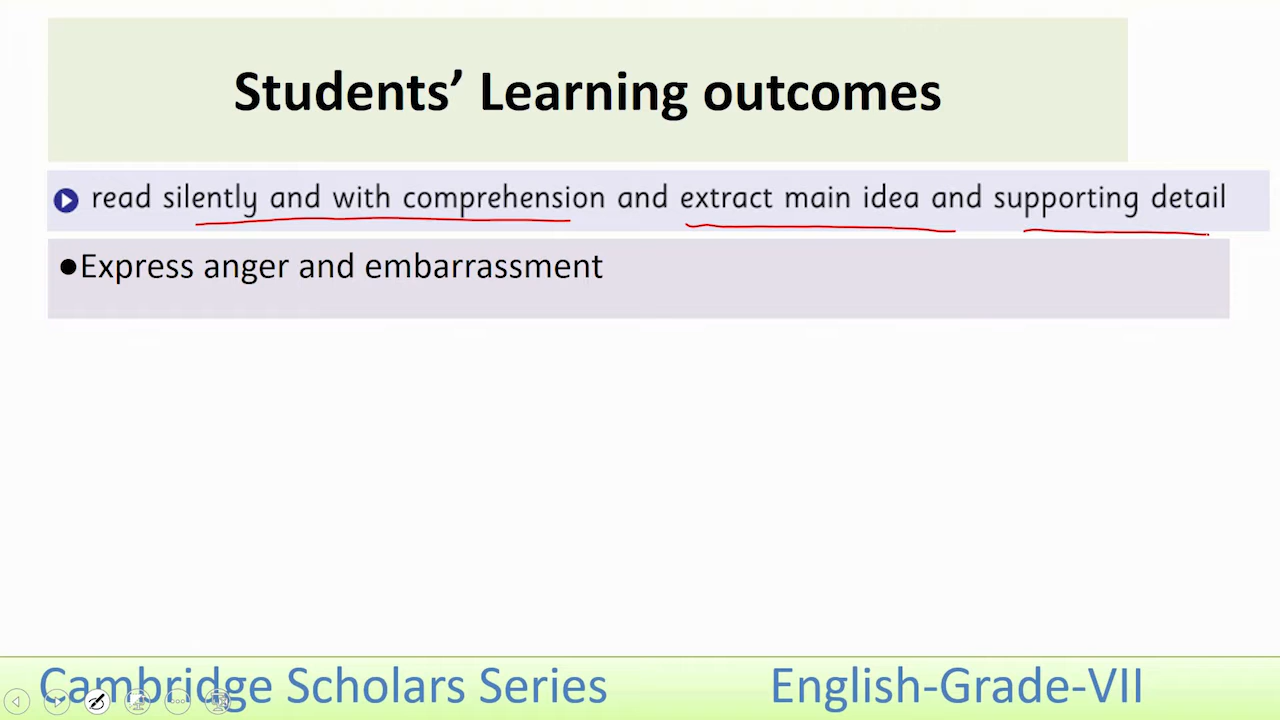 Students’ Learning outcomes
read silently and with comprehension and extract main idea and supporting detail
●Express anger and embarrassment
Cambridge Scholars Series English-Grade-VII